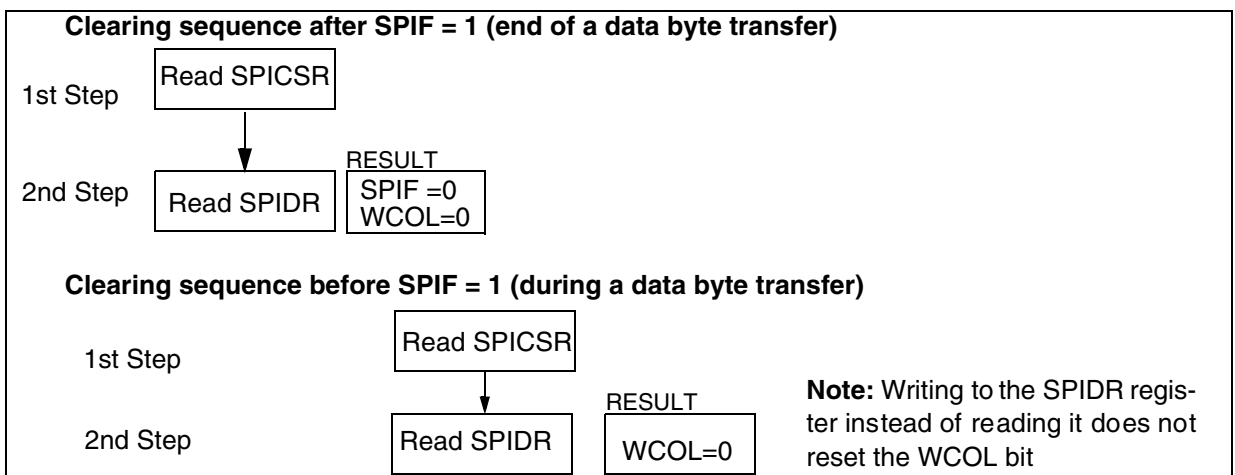 Clearing sequence after SPIF = 1 (end of a data byte transfer)
1st Step
Read SPICSR
2nd Step
Read SPIDR
RESULT
SPIF =0
WCOL=0
Clearing sequence before SPIF = 1 (during a data byte transfer)
1st Step
Read SPICSR
2nd Step
Read SPIDR
RESULT
WCOL=0
Note: Writing to the SPIDR regis-
ter instead of reading it does not
reset the WCOL bit